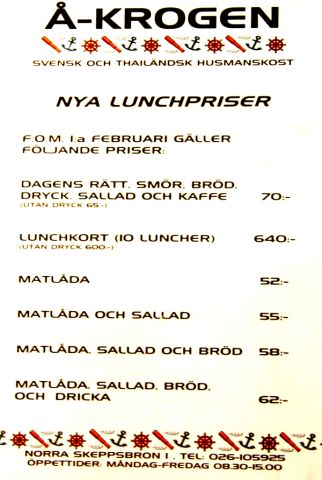 Å-KROGEN
SVENSK OCH THAILÄNDSK HUSMANSKOST
NYA LUNCHPRISER
F.O.M. 1:a FEBRUARI GÄLLER
FÖLJANDE PRISER:
DAGENS RÄTT, SMÖR, BRÖD,
DRYCK, SALLAD OCH KAFFE 70:-
(UTAN DRYCK 65:-)
LUNCHKORT (10 LUNCHER) 640:-
(UTAN DRYCK 600:-)
MATLÅDA 52:-
MATLÅDA OCH SALLAD 55:-
MATLÅDA, SALLAD OCH BRÖD 58:-
MATLÅDA, SALLAD, BRÖD,
OCH DRICKA 62:-
NORRA SKEPPSBRON 1 , TEL: 026-105925
ÖPPETTIDER: MÅNDAG-FREDAG 08.30-15.00